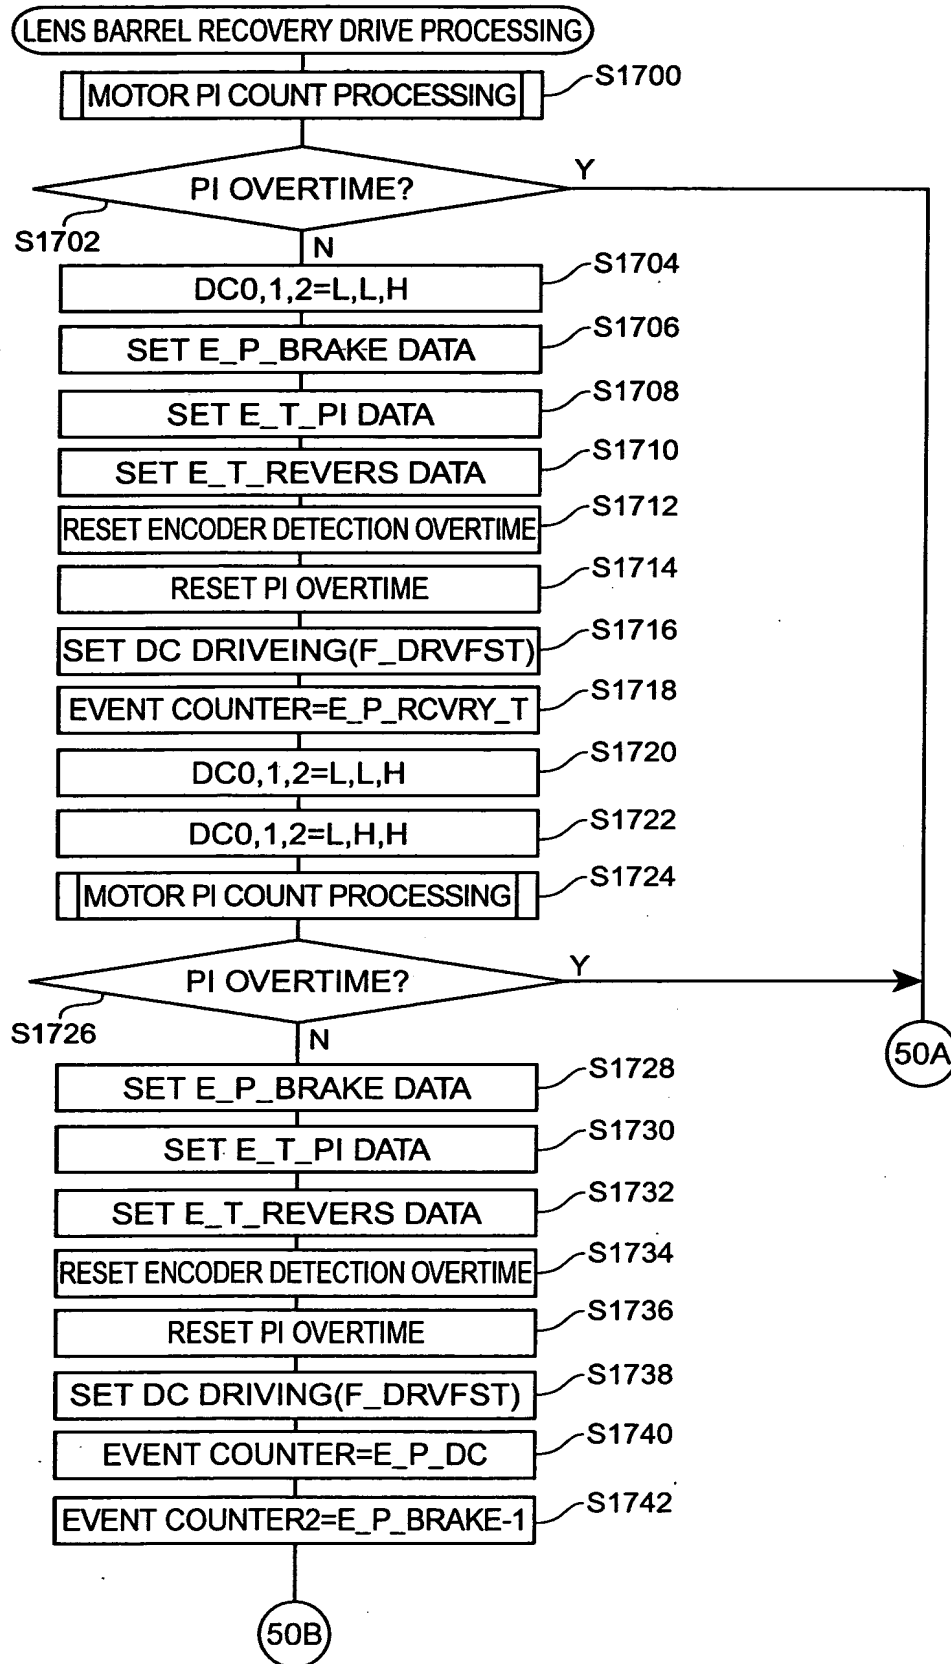 LENS BARREL RECOVERY DRIVE PROCESSING
MOTOR PI COUNT PROCESSING
S1700
PI OVERTIME?
Y
S1702
N
DC0,1,2=L,L,H
S1704
SET E_P_BRAKE DATA
S1706
SET E_T_PI DATA
S1708
SET E_T_REVERS DATA
S1710
RESET ENCODER DETECTION OVERTIME
S1712
RESET PI OVERTIME
S1714
SET DC DRIVEING(F_DRVFST)
S1716
EVENT COUNTER=E_P_RCVRY_T
S1718
DC0,1,2=L,L,H
S1720
DC0,1,2=L,H,H
S1722
MOTOR PI COUNT PROCESSING
S1724
PI OVERTIME?
Y
S1726
N
50A
SET E_P_BRAKE DATA
S1728
SET E_T_PI DATA
S1730
SET E_T_REVERS DATA
S1732
RESET ENCODER DETECTION OVERTIME
S1734
RESET PI OVERTIME
S1736
SET DC DRIVING(F_DRVFST)
S1738
EVENT COUNTER=E_P_DC
S1740
EVENT COUNTER2=E_P_BRAKE-1
S1742
50B